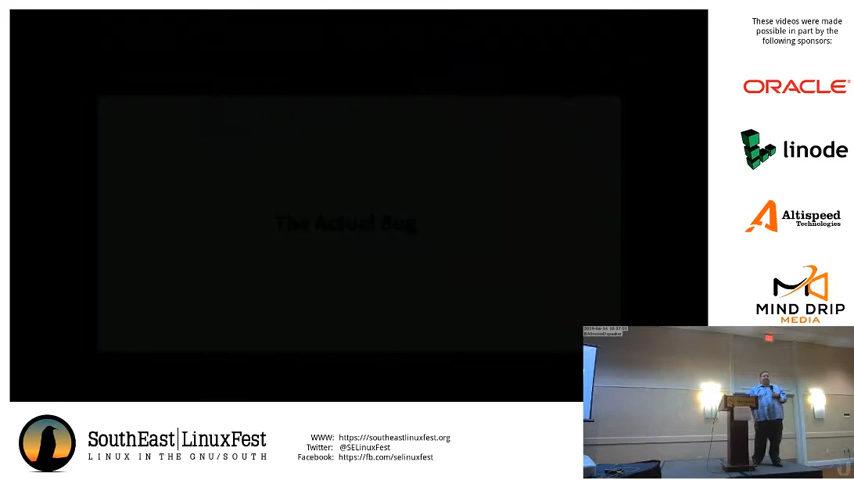 These videos were made
possible in part by the
following sponsors:
ORACLE
linode
Altispeed
Technologies
MIND DRIP
MEDIA
The Actual Bug
SouthEast|LinuxFest
LINUX IN THE GNU/SOUTH
WWW: https:///southeastlinuxfest.org
Twitter: @SELinuxFest
Facebook: https://fb.com/selinuxfest